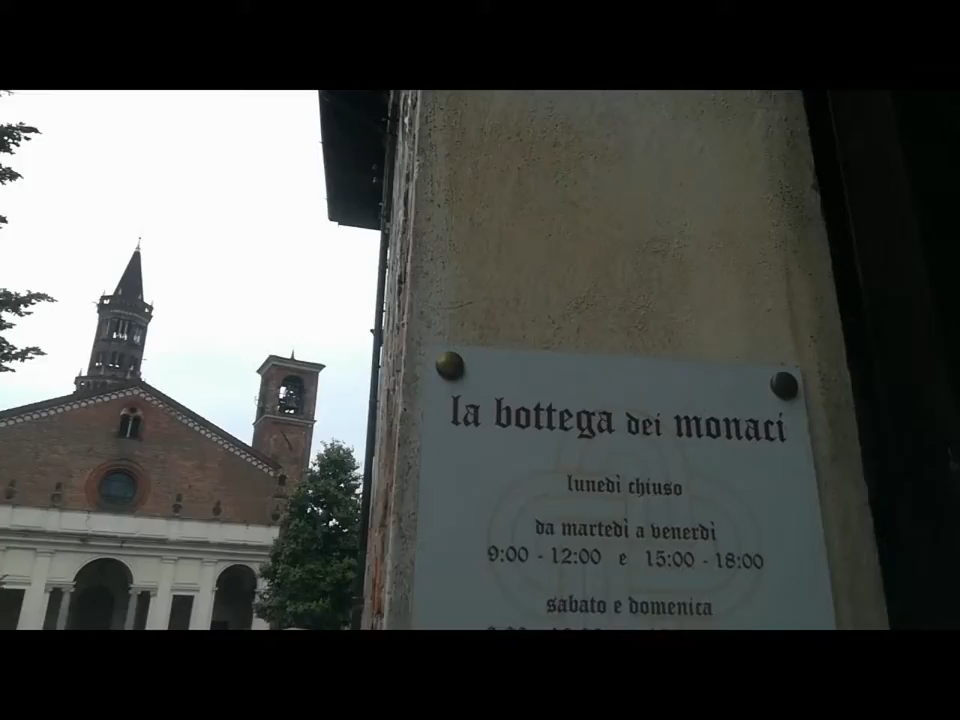 la bottega dei monaci
lunedì chiuso
da martedì a venerdì
9:00 - 12:00 e 15:00 - 18:00
sabato e domenica